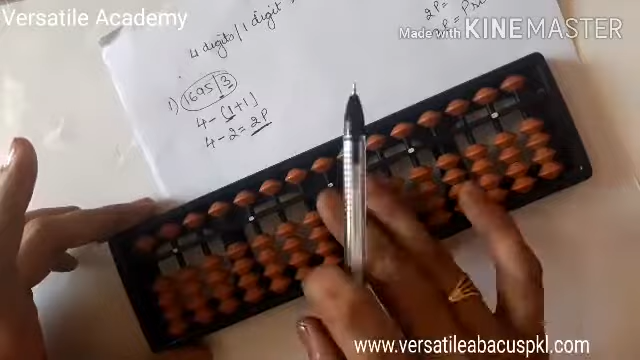 Versatile Academy
4 digits / 1 digit
2P =
Made with KINEMASTER
1) 1695 | 3
4 - [1+1]
4 - 2 = 2P
www.versatileabacuspkl.com